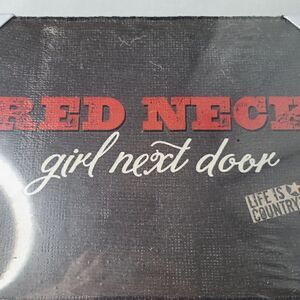 RED NECK
girl next door
LIFE IS
COUNTRY